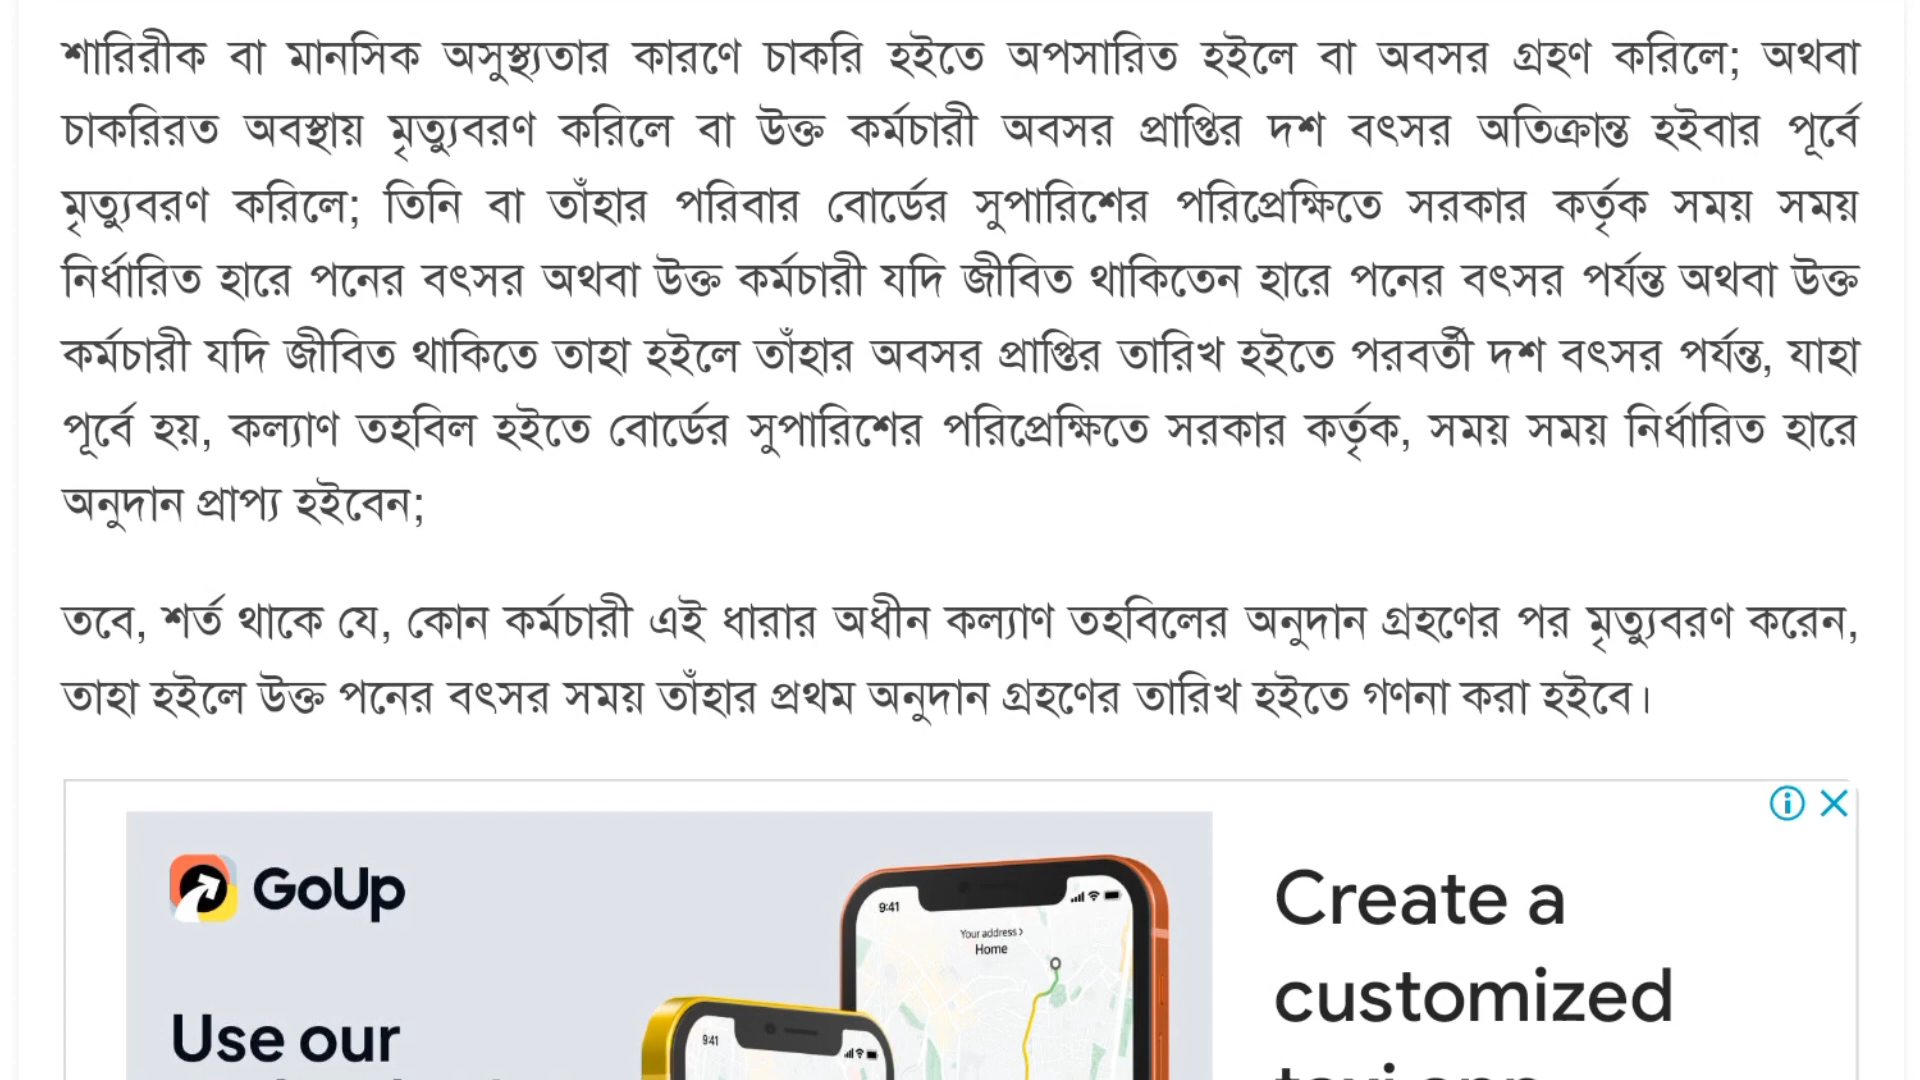 শারিরীক বা মানসিক অসুস্থ্যতার কারণে চাকরি হইতে অপসারিত হইলে বা অবসর গ্রহণ করিলে; অথবা
চাকরিরত অবস্থায় মৃত্যুবরণ করিলে বা উক্ত কর্মচারী অবসর প্রাপ্তির দশ বৎসর অতিক্রান্ত হইবার পূর্বে
মৃত্যুবরণ করিলে; তিনি বা তাঁহার পরিবার বোর্ডের সুপারিশের পরিপ্রেক্ষিতে সরকার কর্তৃক সময় সময়
নির্ধারিত হারে পনের বৎসর অথবা উক্ত কর্মচারী যদি জীবিত থাকিতেন হারে পনের বৎসর পর্যন্ত অথবা উক্ত
কর্মচারী যদি জীবিত থাকিতে তাহা হইলে তাঁহার অবসর প্রাপ্তির তারিখ হইতে পরবর্তী দশ বৎসর পর্যন্ত, যাহা
পূর্বে হয়, কল্যাণ তহবিল হইতে বোর্ডের সুপারিশের পরিপ্রেক্ষিতে সরকার কর্তৃক, সময় সময় নির্ধারিত হারে
অনুদান প্রাপ্য হইবেন;
তবে, শর্ত থাকে যে, কোন কর্মচারী এই ধারার অধীন কল্যাণ তহবিলের অনুদান গ্রহণের পর মৃত্যুবরণ করেন,
তাহা হইলে উক্ত পনের বৎসর সময় তাঁহার প্রথম অনুদান গ্রহণের তারিখ হইতে গণনা করা হইবে।
GoUp
Use our
9:41
Your address >
Home
9:41
Create a
customized
taxi app